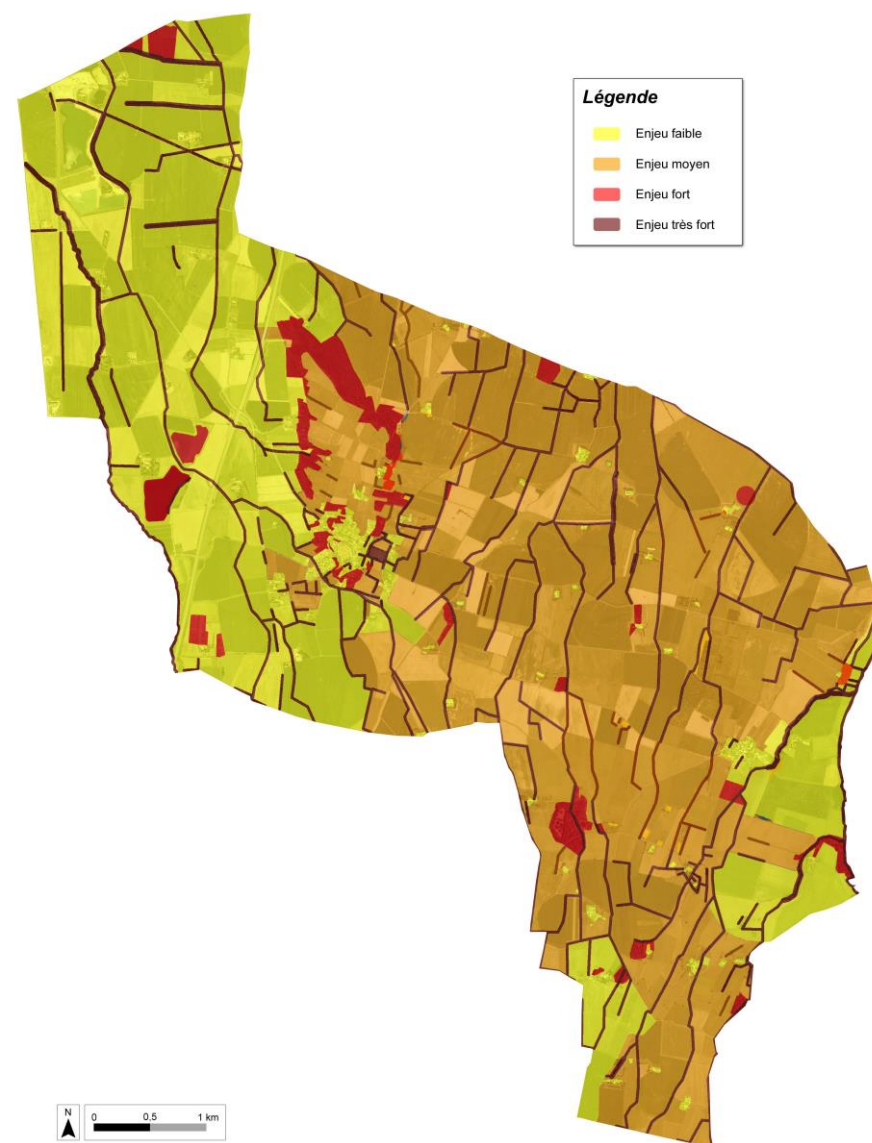 Légende
Enjeu faible
Enjeu moyen
Enjeu fort
Enjeu très fort
N
0 0,5 1 km